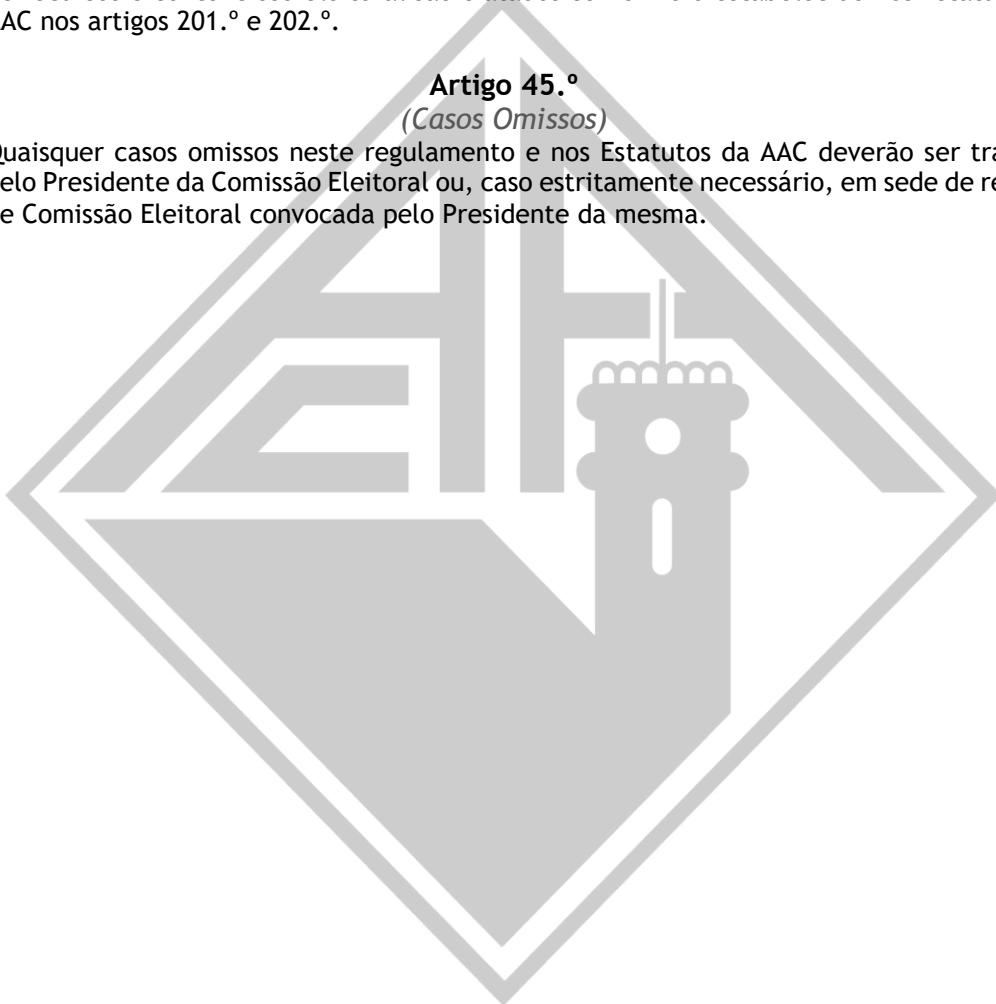 AC nos artigos 201.º e 202.º.
Artigo 45.º
(Casos Omissos)
uaisquer casos omissos neste regulamento e nos Estatutos da AAC deverão ser tra
elo Presidente da Comissão Eleitoral ou, caso estritamente necessário, em sede de re
e Comissão Eleitoral convocada pelo Presidente da mesma.